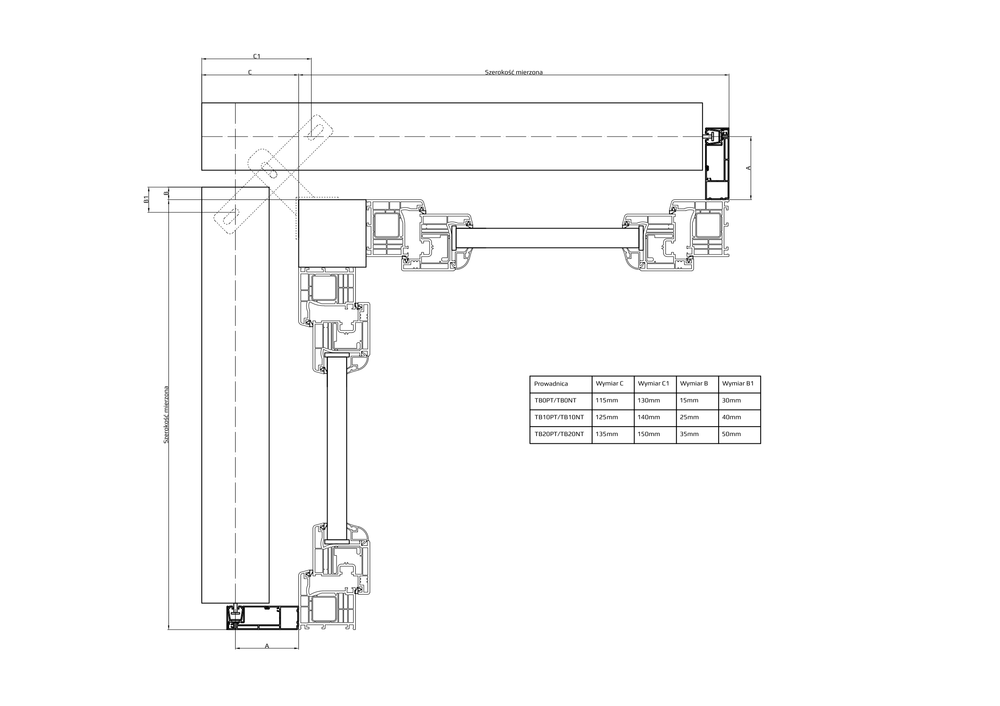 C1
C
Szerokość mierzona
A
B
B1
Szerokość mierzona
Prowadnica Wymiar C Wymiar C1 Wymiar B Wymiar B1
TB0PT/TB0NT 115mm 130mm 15mm 30mm
TB10PT/TB10NT 125mm 140mm 25mm 40mm
TB20PT/TB20NT 135mm 150mm 35mm 50mm
A